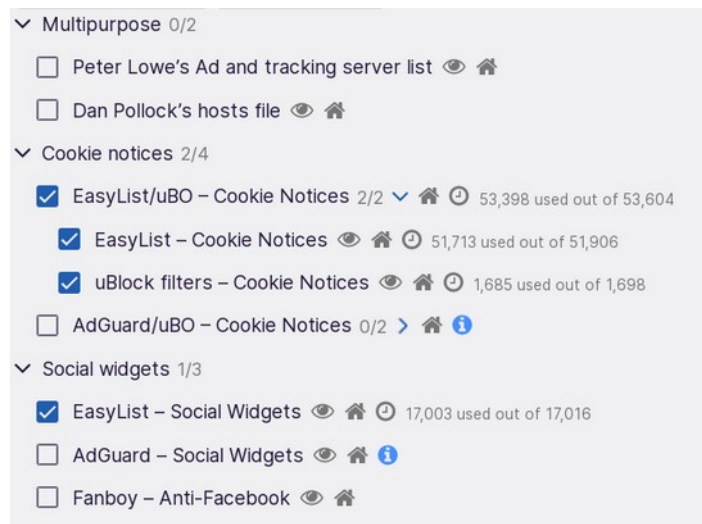 Multipurpose 0/2
Peter Lowe’s Ad and tracking server list
Dan Pollock’s hosts file
Cookie notices 2/4
EasyList/uBO – Cookie Notices 2/2 53,398 used out of 53,604
EasyList – Cookie Notices 51,713 used out of 51,906
uBlock filters – Cookie Notices 1,685 used out of 1,698
AdGuard/uBO – Cookie Notices 0/2
Social widgets 1/3
EasyList – Social Widgets 17,003 used out of 17,016
AdGuard – Social Widgets
Fanboy – Anti-Facebook